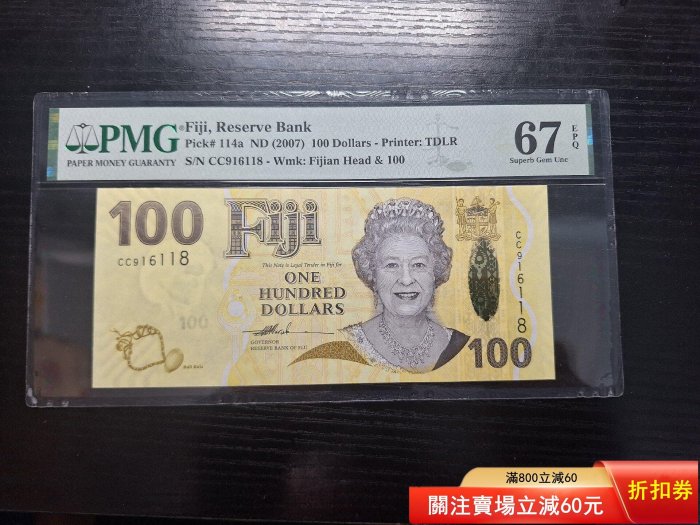 PMG
PAPER MONEY GUARANTY
Fiji, Reserve Bank
Pick# 114a ND (2007) 100 Dollars - Printer: TDLR
S/N CC916118 - Wmk: Fijian Head & 100
67
EPQ
Superb Gem Unc
100
CC916118
Fiji
This Note is Legal Tender in Fiji for
ONE
HUNDRED
DOLLARS
GOVERNOR
RESERVE BANK OF FIJI
100
CC916118
100
滿800立減60
關注賣場立減60元
折扣券